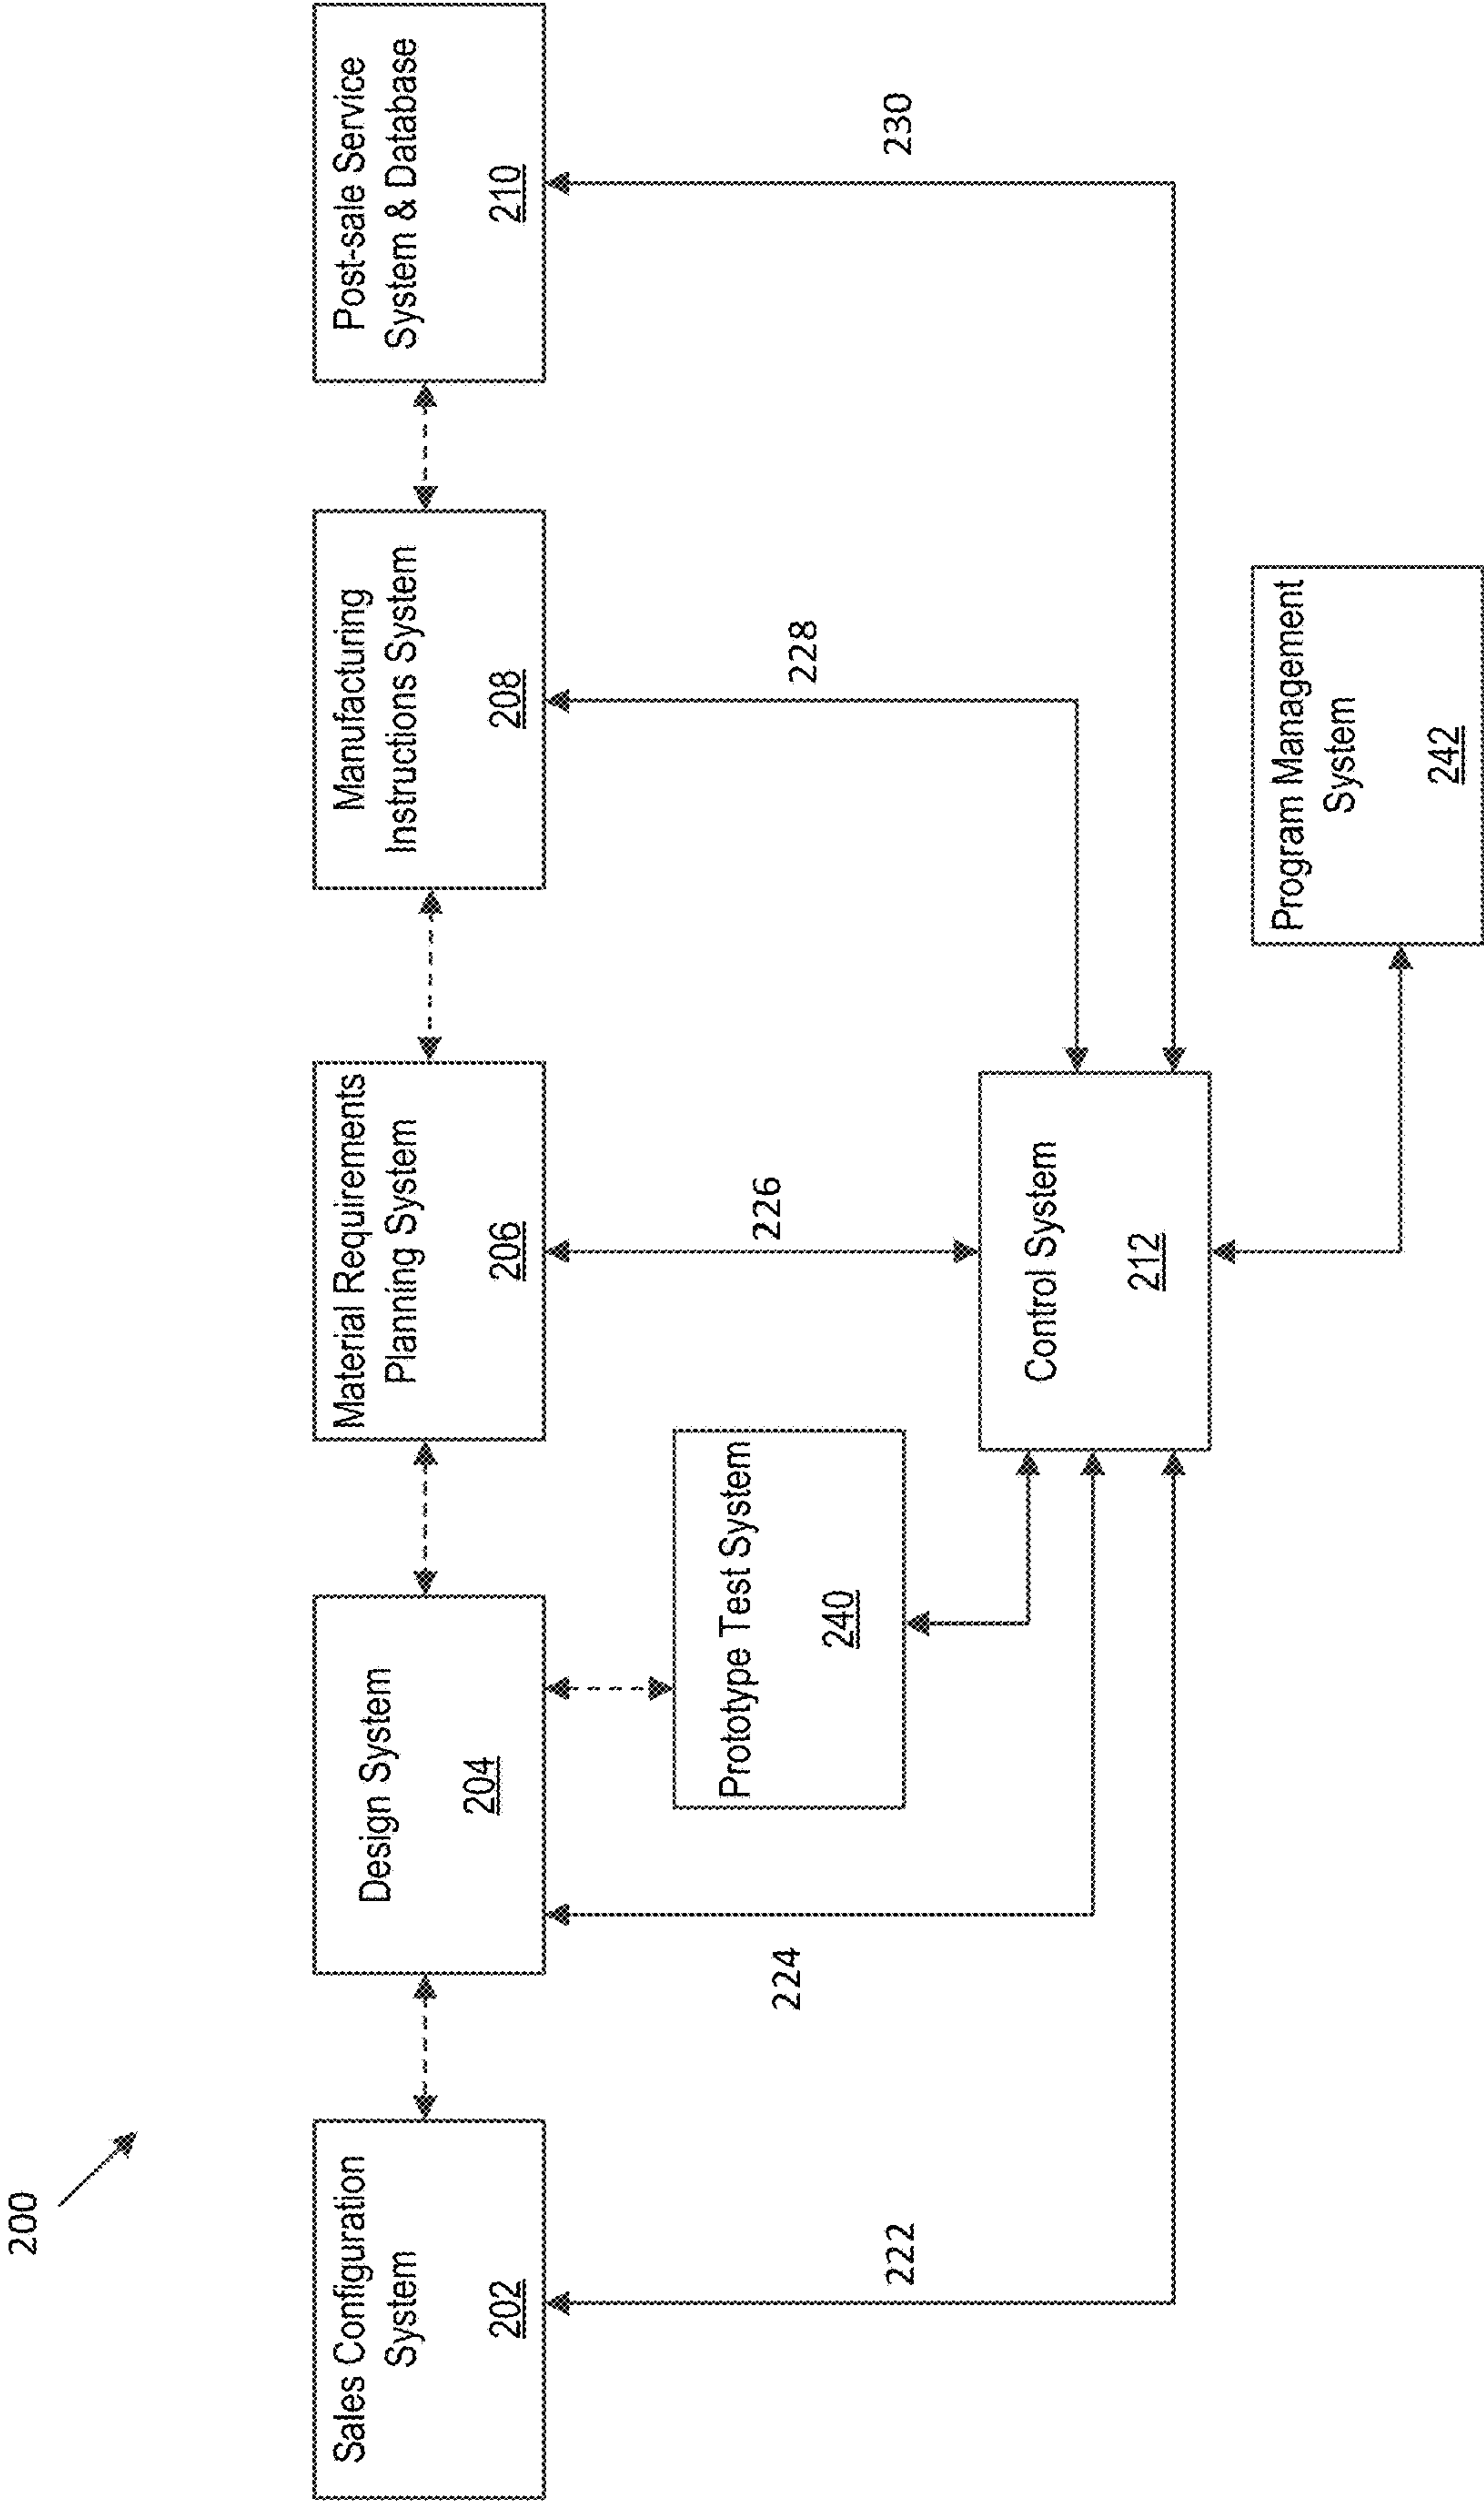 200
Sales Configuration
System
202
Design System
204
Material Requirements
Planning System
206
Manufacturing
Instructions System
208
Post-sale Service
System & Database
210
222
224
226
228
230
Prototype Test System
240
Control System
212
Program Management
System
242